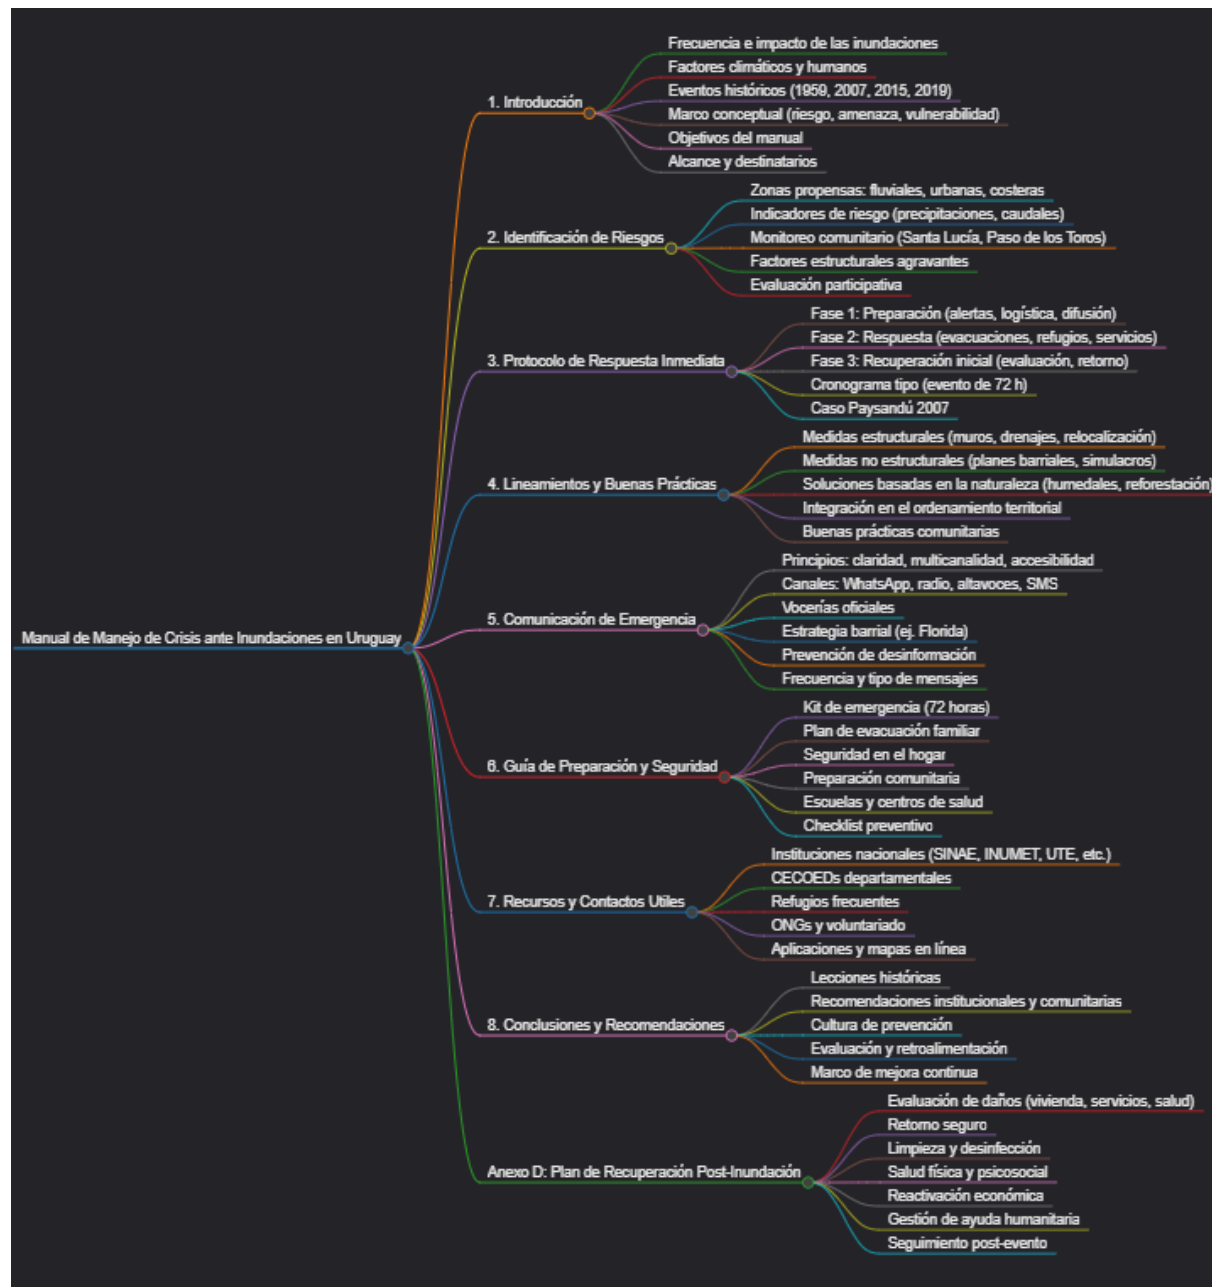 Manual de Manejo de Crisis ante Inundaciones en Uruguay
1. Introducción
Frecuencia e impacto de las inundaciones
Factores climáticos y humanos
Eventos históricos (1959, 2007, 2015, 2019)
Marco conceptual (riesgo, amenaza, vulnerabilidad)
Objetivos del manual
Alcance y destinatarios
2. Identificación de Riesgos
Zonas propensas: fluviales, urbanas, costeras
Indicadores de riesgo (precipitaciones, caudales)
Monitoreo comunitario (Santa Lucía, Paso de los Toros)
Factores estructurales agravantes
Evaluación participativa
3. Protocolo de Respuesta Inmediata
Fase 1: Preparación (alertas, logística, difusión)
Fase 2: Respuesta (evacuaciones, refugios, servicios)
Fase 3: Recuperación inicial (evaluación, retorno)
Cronograma tipo (evento de 72 h)
Caso Paysandú 2007
4. Lineamientos y Buenas Prácticas
Medidas estructurales (muros, drenajes, relocalización)
Medidas no estructurales (planes barriales, simulacros)
Soluciones basadas en la naturaleza (humedales, reforestación)
Integración en el ordenamiento territorial
Buenas prácticas comunitarias
5. Comunicación de Emergencia
Principios: claridad, multicanalidad, accesibilidad
Canales: WhatsApp, radio, altavoces, SMS
Vocerías oficiales
Estrategia barrial (ej. Florida)
Prevención de desinformación
Frecuencia y tipo de mensajes
6. Guía de Preparación y Seguridad
Kit de emergencia (72 horas)
Plan de evacuación familiar
Seguridad en el hogar
Preparación comunitaria
Escuelas y centros de salud
Checklist preventivo
7. Recursos y Contactos Utiles
Instituciones nacionales (SINAE, INUMET, UTE, etc.)
CECOEDs departamentales
Refugios frecuentes
ONGs y voluntariado
Aplicaciones y mapas en línea
8. Conclusiones y Recomendaciones
Lecciones históricas
Recomendaciones institucionales y comunitarias
Cultura de prevención
Evaluación y retroalimentación
Marco de mejora continua
Anexo D: Plan de Recuperación Post-Inundación
Evaluación de daños (vivienda, servicios, salud)
Retorno seguro
Limpieza y desinfección
Salud física y psicosocial
Reactivación económica
Gestión de ayuda humanitaria
Seguimiento post-evento